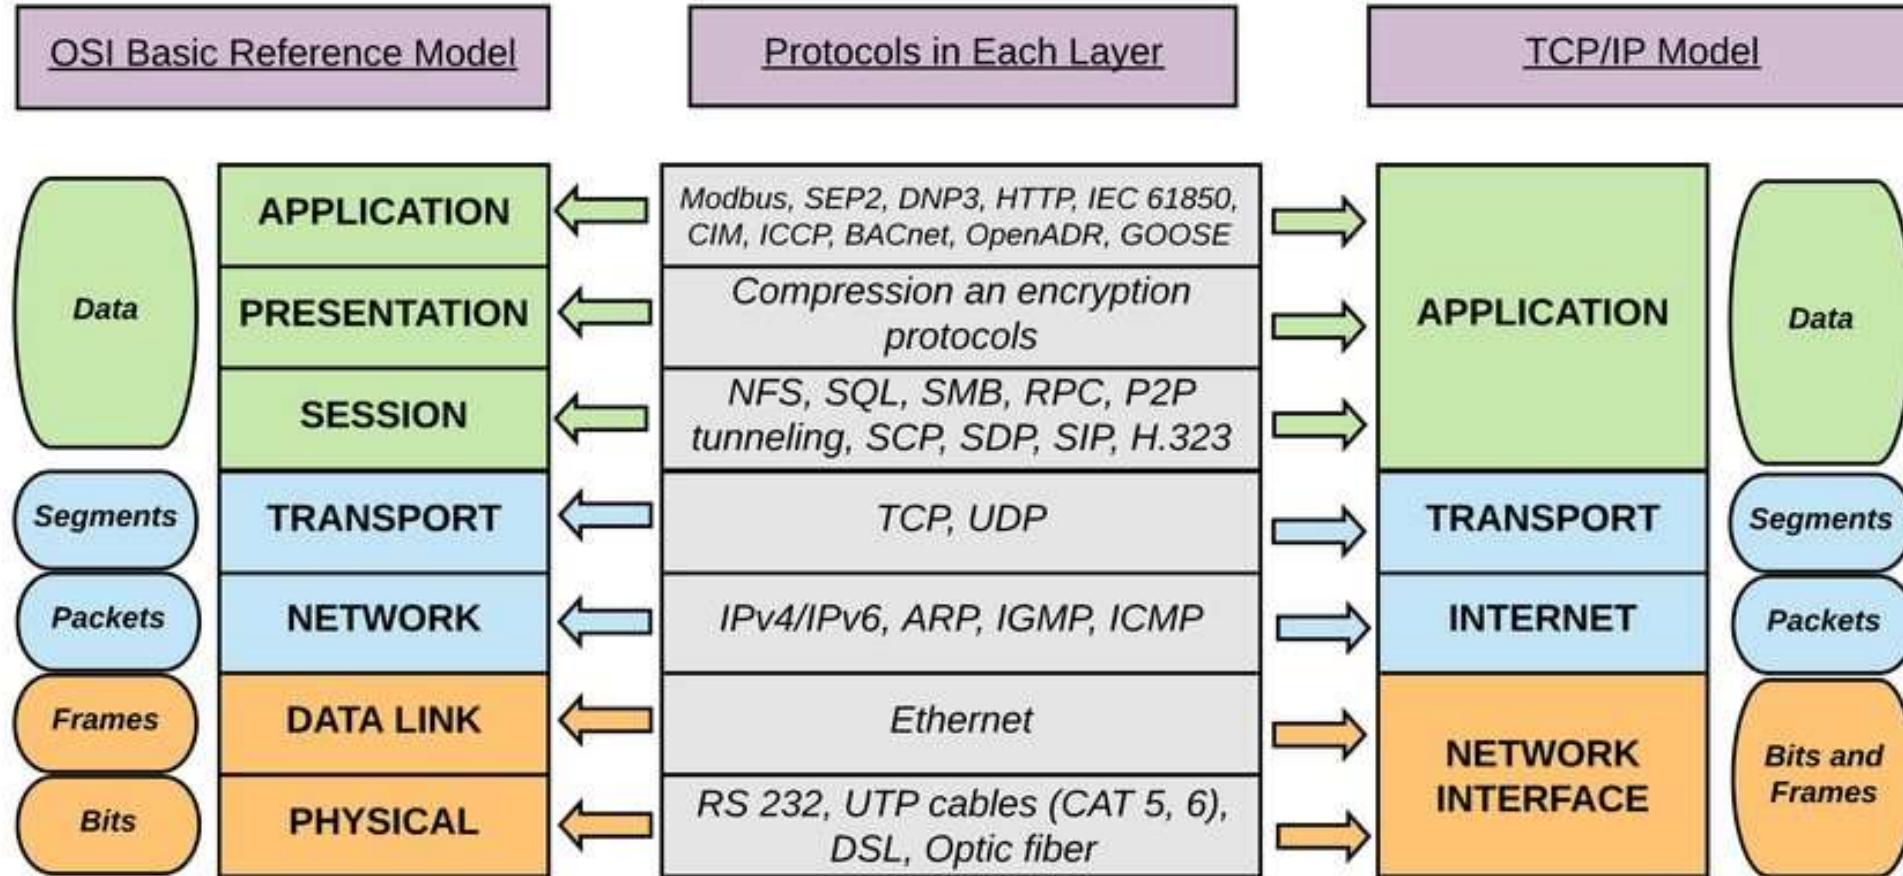 OSI Basic Reference Model
Protocols in Each Layer
TCP/IP Model
Data
APPLICATION
Modbus, SEP2, DNP3, HTTP, IEC 61850,
CIM, ICCP, BACnet, OpenADR, GOOSE
PRESENTATION
Compression an encryption
protocols
SESSION
NFS, SQL, SMB, RPC, P2P
tunneling, SCP, SDP, SIP, H.323
APPLICATION
Data
Segments
TRANSPORT
TCP, UDP
TRANSPORT
Segments
Packets
NETWORK
IPv4/IPv6, ARP, IGMP, ICMP
INTERNET
Packets
Frames
DATA LINK
Ethernet
Bits
PHYSICAL
RS 232, UTP cables (CAT 5, 6),
DSL, Optic fiber
NETWORK
INTERFACE
Bits and
Frames